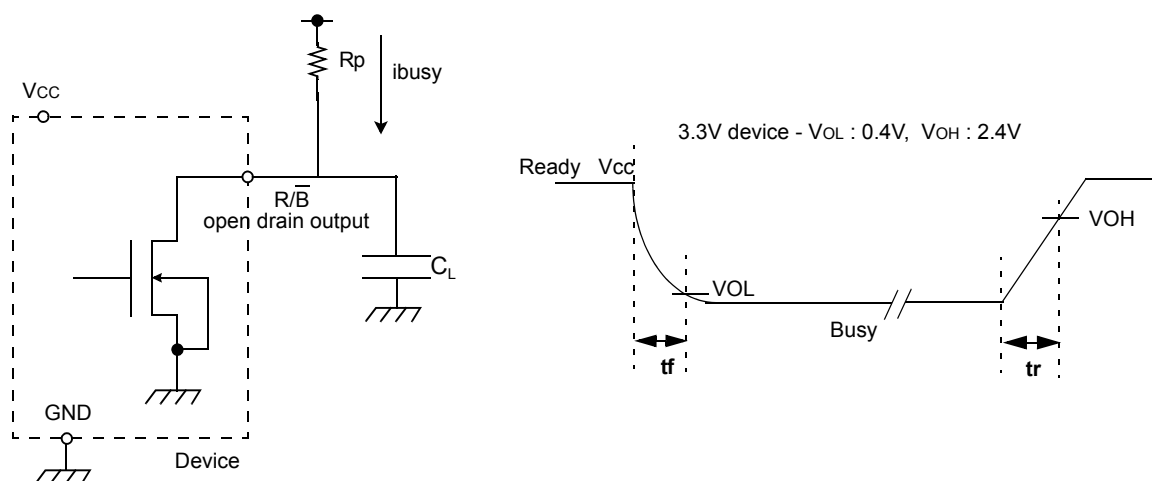 Rp
ibusy
VCC
R/B̅
open drain output
CL
GND
Device
3.3V device - VOL : 0.4V, VOH : 2.4V
Ready Vcc
VOH
VOL
Busy
tf
tr